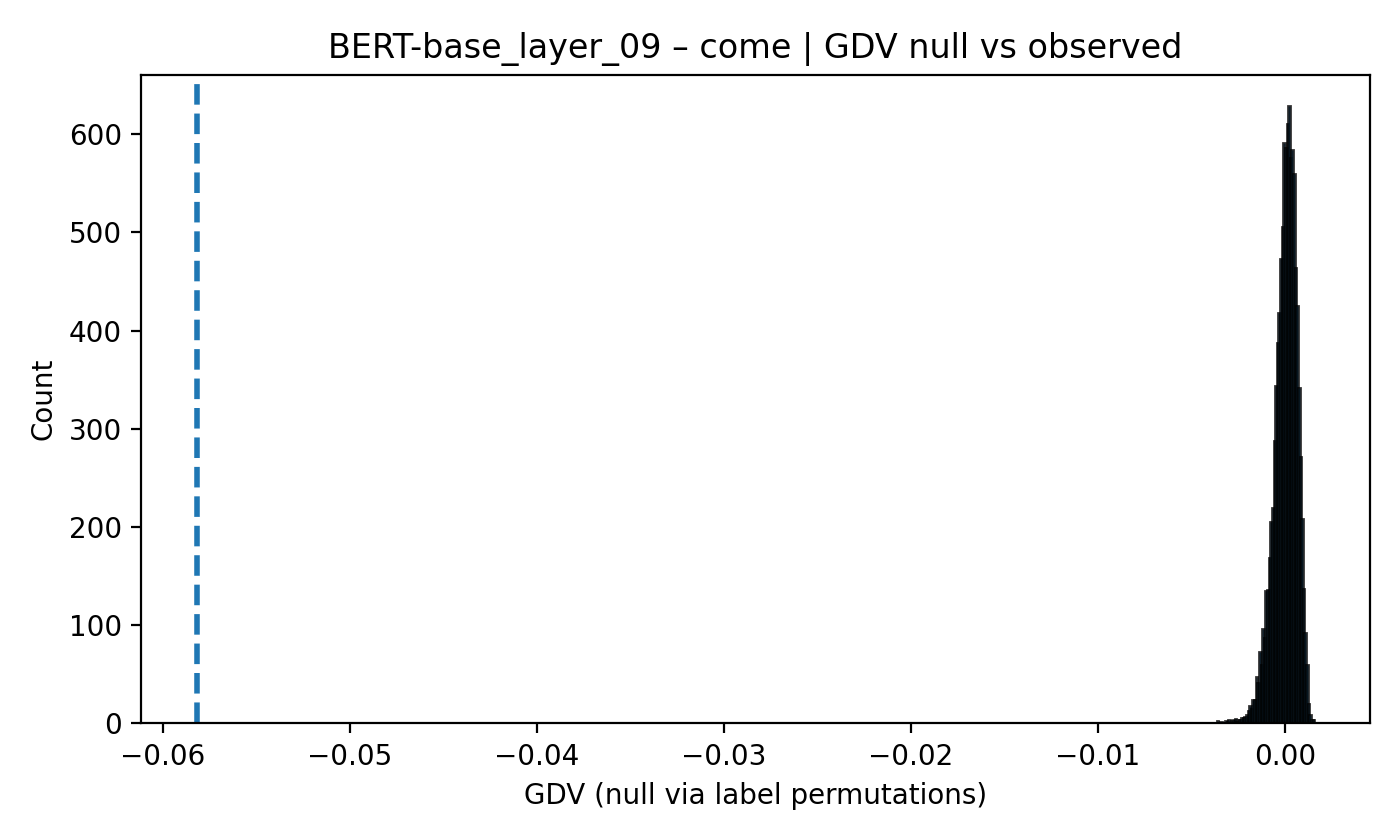 BERT-base_layer_09 – come | GDV null vs observed
600
500
400
300
200
100
0
Count
−0.06 −0.05 −0.04 −0.03 −0.02 −0.01 0.00
GDV (null via label permutations)